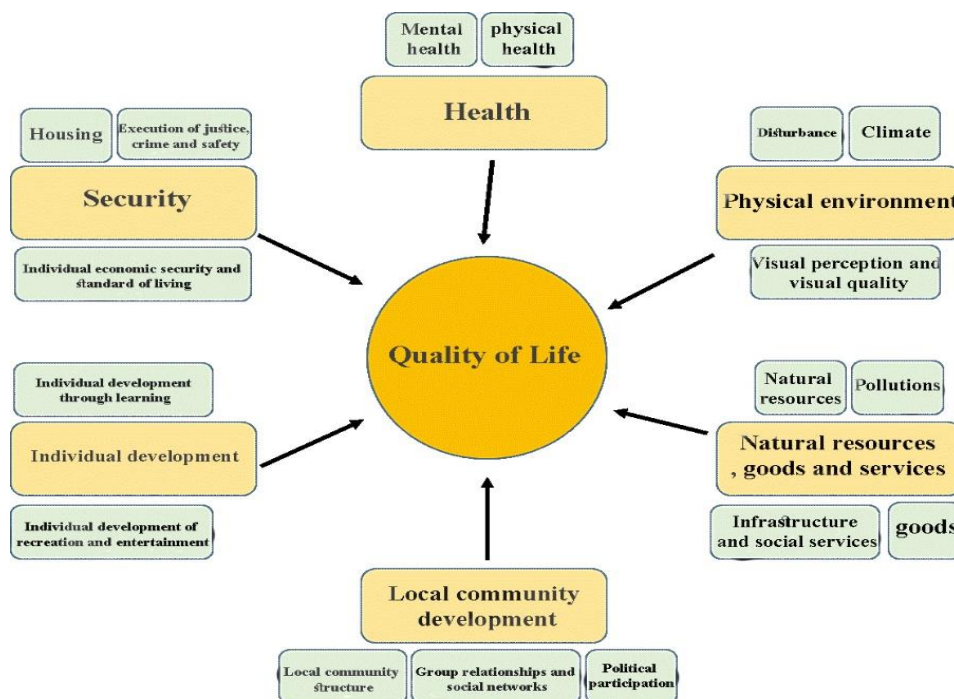 Mental
health
physical
health
Health
Housing
Execution of justice,
crime and safety
Security
Individual economic security and
standard of living
Disturbance
Climate
Physical environment
Visual perception and
visual quality
Quality of Life
Individual development
through learning
Individual development
Individual development of
recreation and entertainment
Natural
resources
Pollutions
Natural resources
, goods and services
Infrastructure
and social services
goods
Local community
development
Local community
structure
Group relationships and
social networks
Political
participation